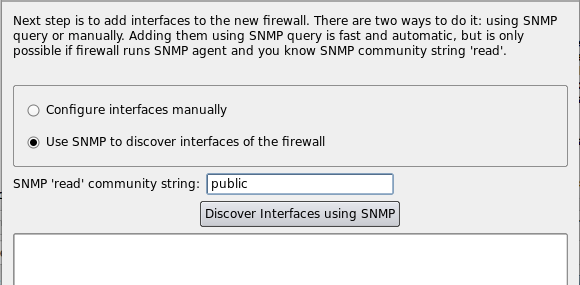 Next step is to add interfaces to the new firewall. There are two ways to do it: using SNMP
query or manually. Adding them using SNMP query is fast and automatic, but is only
possible if firewall runs SNMP agent and you know SNMP community string 'read'.
Configure interfaces manually
Use SNMP to discover interfaces of the firewall
SNMP 'read' community string: public
Discover Interfaces using SNMP